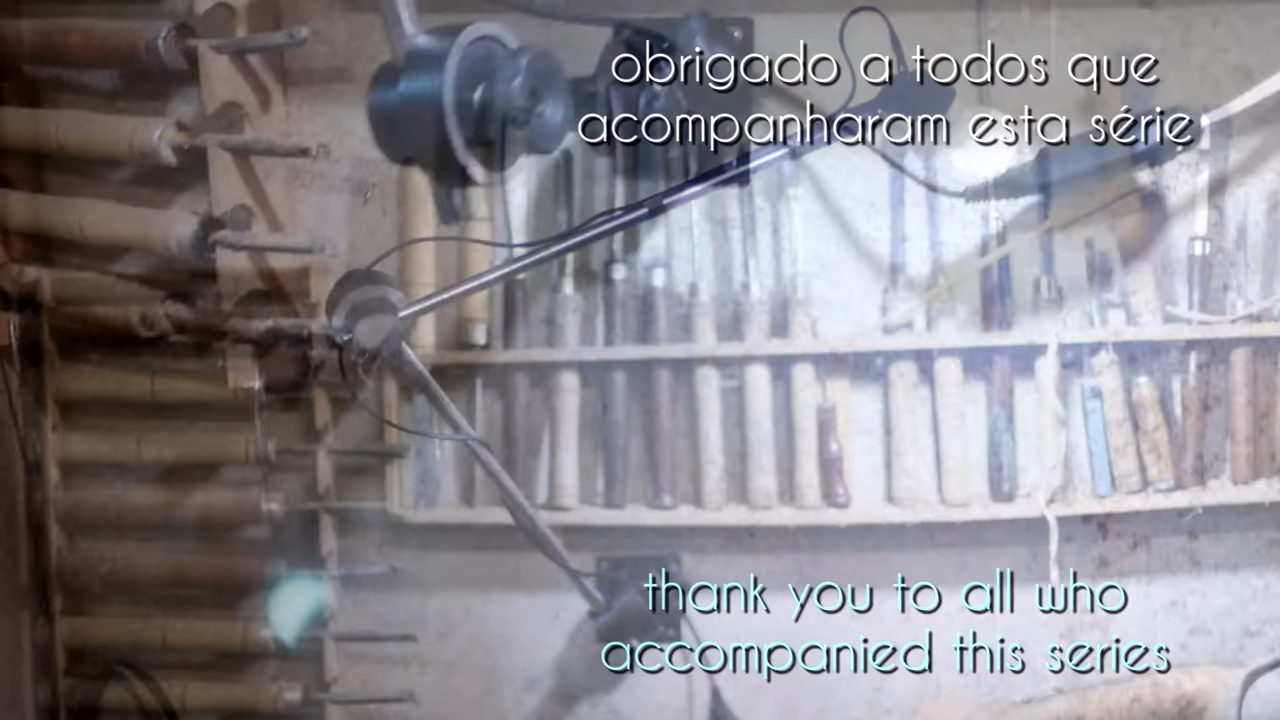 obrigado a todos que
acompanharam esta série
thank you to all who
accompanied this series